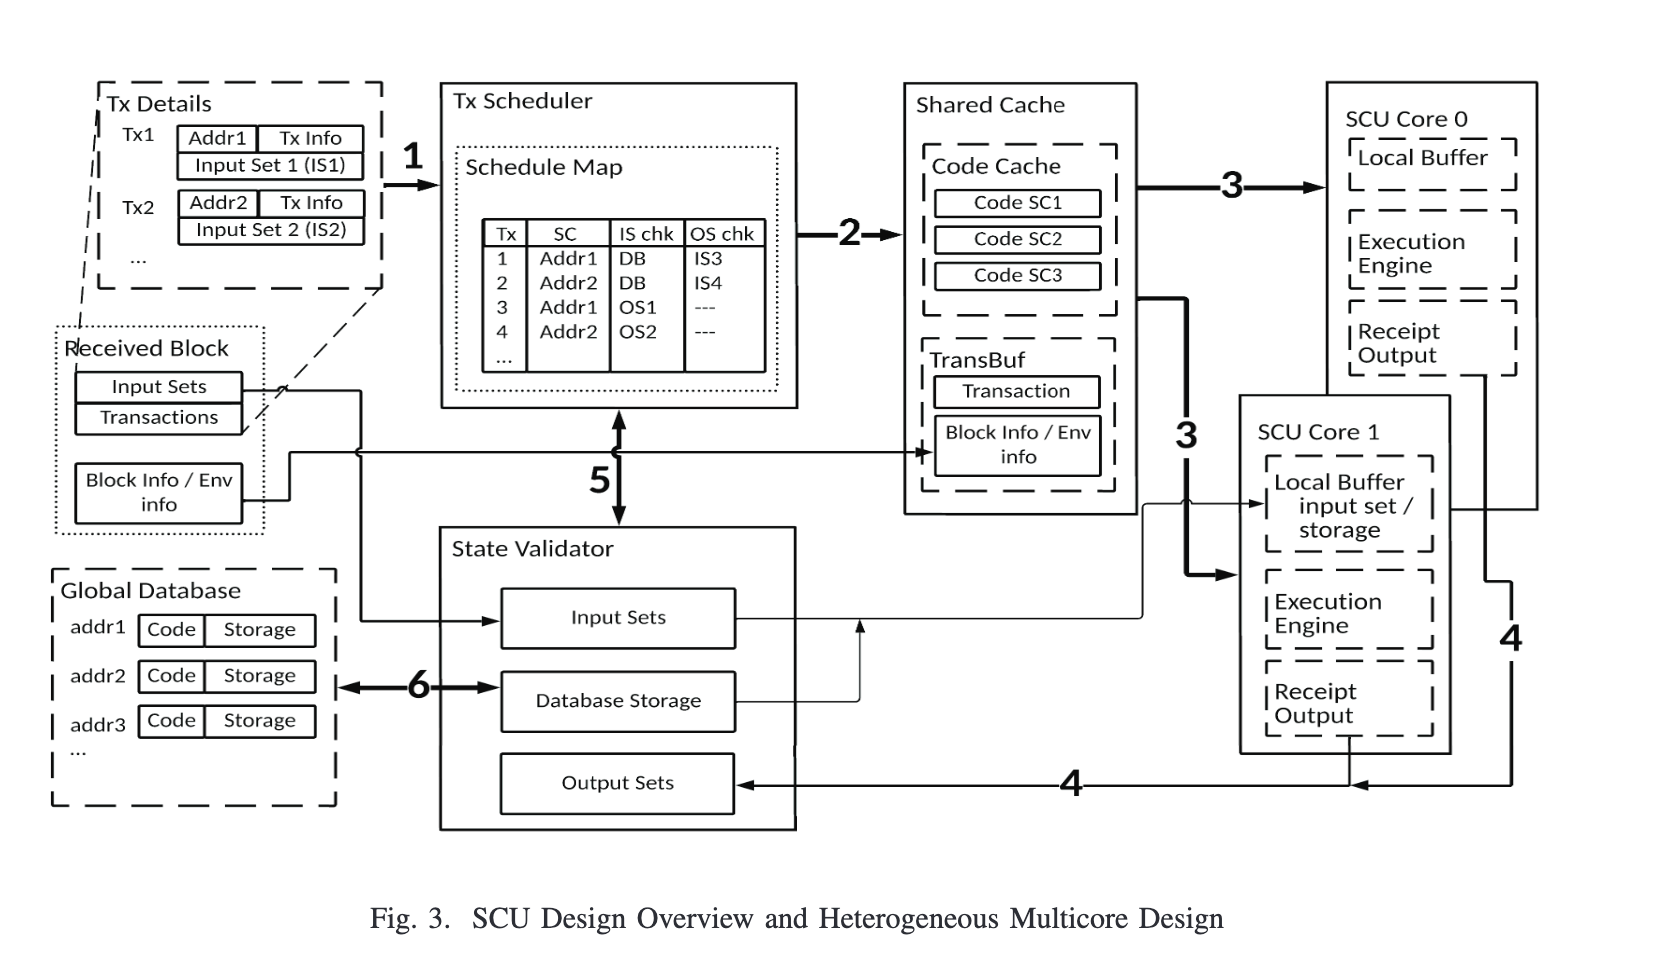 Tx Details
Tx1
Addr1 Tx Info
Input Set 1 (IS1)
Tx2
Addr2 Tx Info
Input Set 2 (IS2)
...
1
Tx Scheduler
Schedule Map
Tx SC IS chk OS chk
1 Addr1 DB IS3
2 Addr2 DB IS4
3 Addr1 OS1 ---
4 Addr2 OS2 ---
...
2
Shared Cache
Code Cache
Code SC1
Code SC2
Code SC3
TransBuf
Transaction
Block Info / Env
info
3
SCU Core 0
Local Buffer
Execution
Engine
Receipt
Output
3
SCU Core 1
Local Buffer
input set /
storage
Execution
Engine
Receipt
Output
4
Received Block
Input Sets
Transactions
Block Info / Env
info
5
Global Database
addr1 Code Storage
addr2 Code Storage
addr3 Code Storage
...
6
State Validator
Input Sets
Database Storage
Output Sets
4
Fig. 3. SCU Design Overview and Heterogeneous Multicore Design